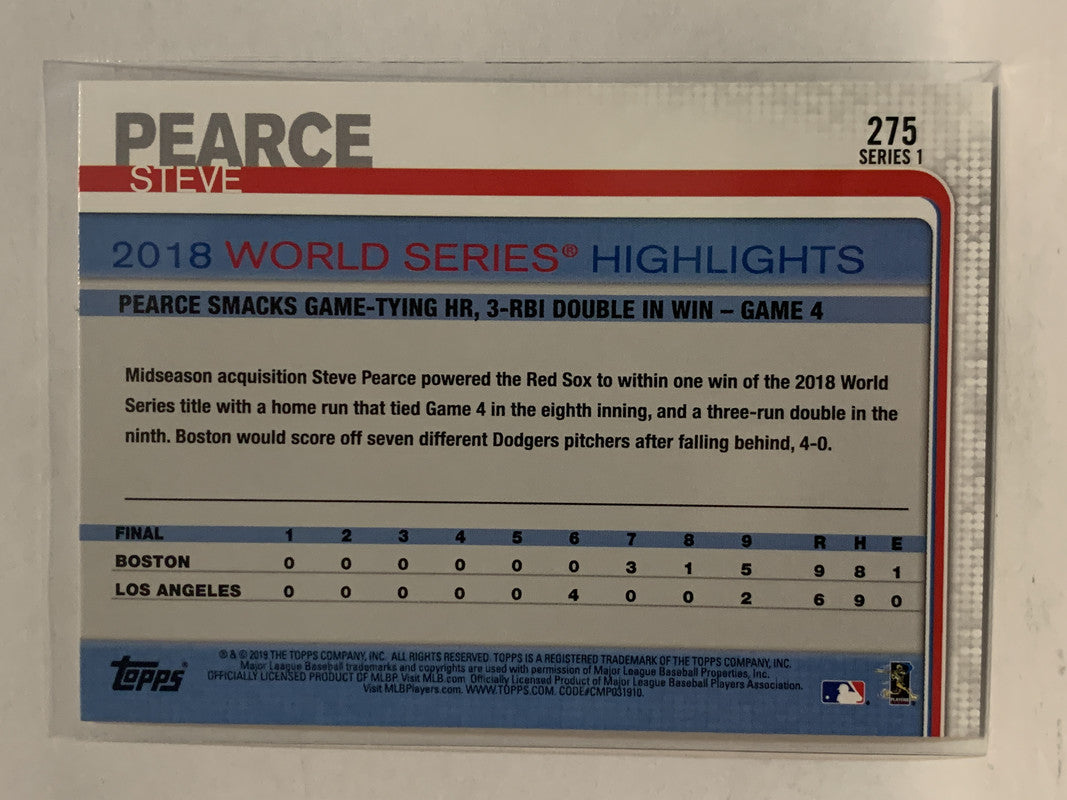 PEARCE
STEVE
275
SERIES 1
2018 WORLD SERIES® HIGHLIGHTS
PEARCE SMACKS GAME-TYING HR, 3-RBI DOUBLE IN WIN – GAME 4
Midseason acquisition Steve Pearce powered the Red Sox to within one win of the 2018 World
Series title with a home run that tied Game 4 in the eighth inning, and a three-run double in the
ninth. Boston would score off seven different Dodgers pitchers after falling behind, 4-0.
FINAL 1 2 3 4 5 6 7 8 9 R H E
BOSTON 0 0 0 0 0 0 3 1 5 9 8 1
LOS ANGELES 0 0 0 0 0 4 0 0 2 6 9 0
Topps®
® & © 2019 THE TOPPS COMPANY, INC. ALL RIGHTS RESERVED. TOPPS IS A REGISTERED TRADEMARK OF THE TOPPS COMPANY, INC.
Major League Baseball trademarks and copyrights are used with permission of Major League Baseball Properties, Inc.
OFFICIALLY LICENSED PRODUCT OF MLBP. Visit MLB.com Officially Licensed Product of Major League Baseball Players Association.
Visit MLBPlayers.com. WWW.TOPPS.COM. CODE#CMP031910.